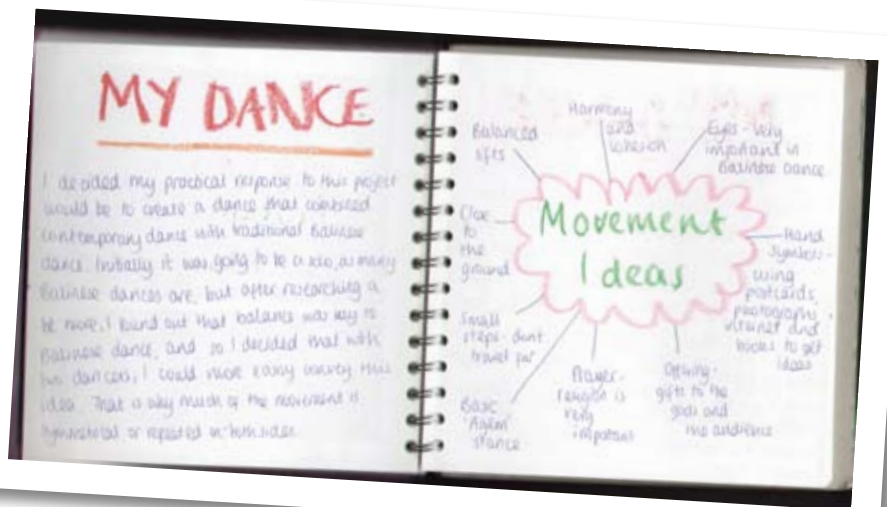 MY DANCE
I decided my practical response to this project
would be to create a dance that combined
contemporary dance with traditional Balinese
dance. Initially it was going to be a solo, as many
Balinese dances are, but after researching a
bit more, I found out that balance was key to
Balinese dance, and so I decided that with
two dancers, I could more easily convey this
idea. That is why much of the movement is
symmetrical or repeated on both sides.
Movement
Ideas
Balanced
lifts
Harmony
and
cohesion
Eyes - very
important in
Balinese Dance
Hand
symbols -
using
postcards,
photographs,
internet and
books to get
ideas
Offering -
gifts to the
gods and
the audience
Prayer -
religion is
very
important
Basic
"Agem"
stance
Small
steps - don't
travel far
Close
to
the
ground